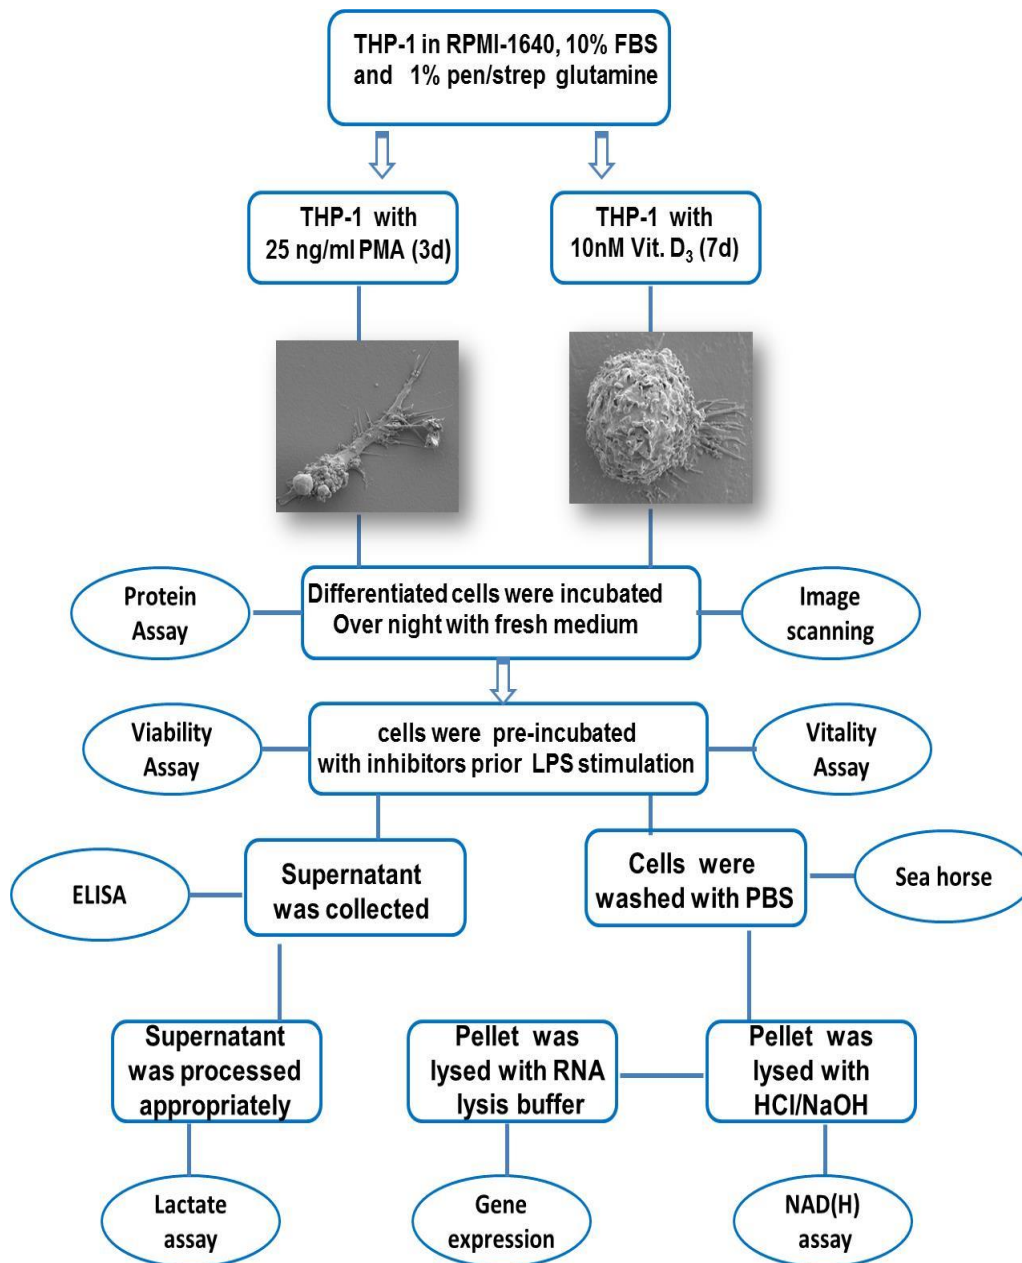 THP-1 in RPMI-1640, 10% FBS
and 1% pen/strep glutamine
THP-1 with
25 ng/ml PMA (3d)
THP-1 with
10nM Vit. D₃ (7d)
Protein
Assay
Differentiated cells were incubated
Over night with fresh medium
Image
scanning
Viability
Assay
cells were pre-incubated
with inhibitors prior LPS stimulation
Vitality
Assay
ELISA
Supernatant
was collected
Cells were
washed with PBS
Sea horse
Supernatant
was processed
appropriately
Pellet was
lysed with RNA
lysis buffer
Pellet was
lysed with
HCl/NaOH
Lactate
assay
Gene
expression
NAD(H)
assay